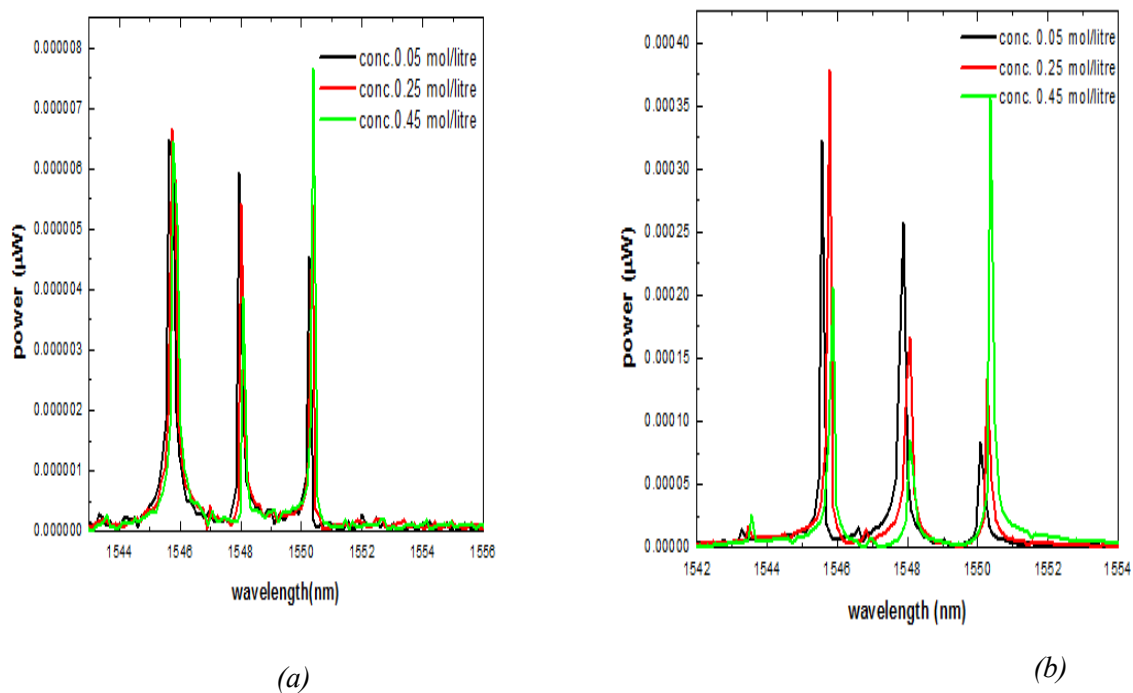 conc.0.05 mol/litre
conc.0.25 mol/litre
conc.0.45 mol/litre
0.000008
0.000007
0.000006
0.000005
0.000004
0.000003
0.000002
0.000001
0.000000
power (µW)
1544 1546 1548 1550 1552 1554 1556
wavelength(nm)
(a)
conc. 0.05 mol/litre
conc. 0.25 mol/litre
conc. 0.45 mol/litre
0.00040
0.00035
0.00030
0.00025
0.00020
0.00015
0.00010
0.00005
0.00000
power (µW)
1542 1544 1546 1548 1550 1552 1554
wavelength (nm)
(b)